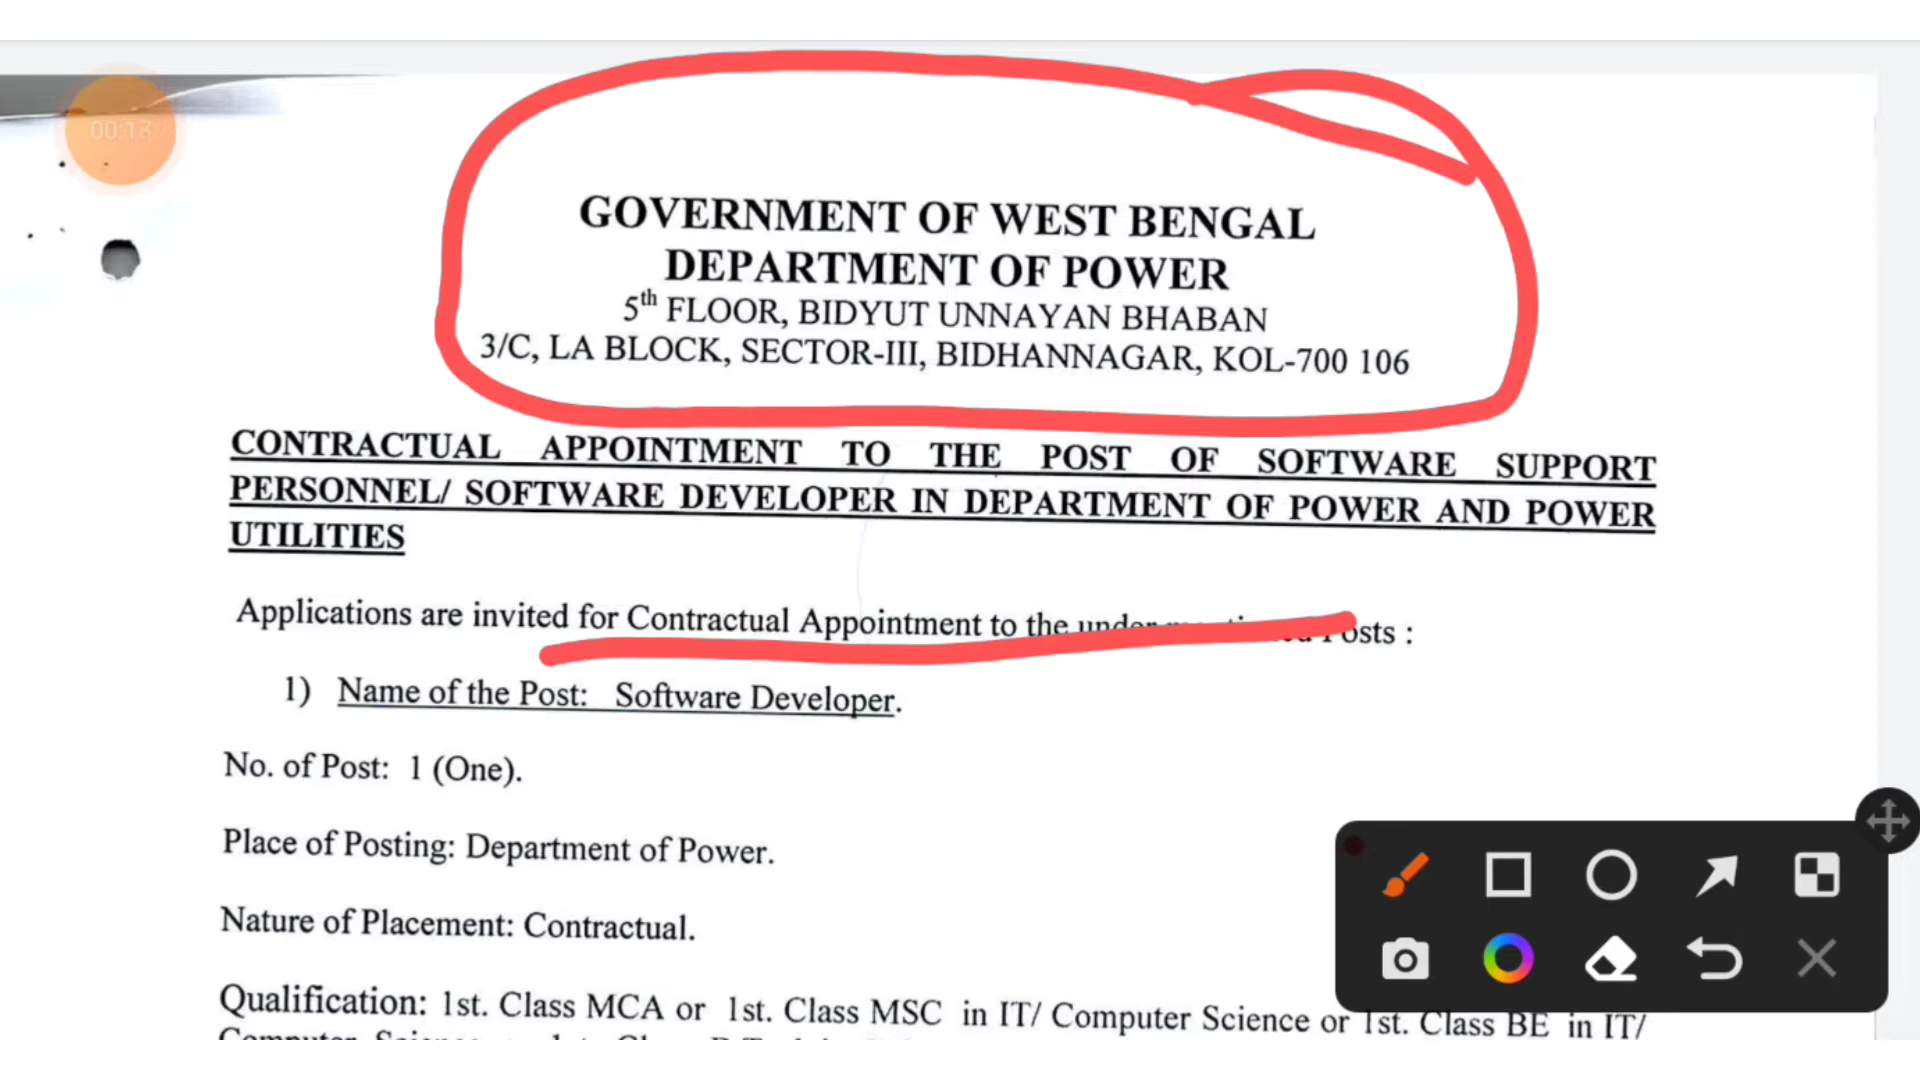 00:13
GOVERNMENT OF WEST BENGAL
DEPARTMENT OF POWER
5th FLOOR, BIDYUT UNNAYAN BHABAN
3/C, LA BLOCK, SECTOR-III, BIDHANNAGAR, KOL-700 106
CONTRACTUAL APPOINTMENT TO THE POST OF SOFTWARE SUPPORT
PERSONNEL/ SOFTWARE DEVELOPER IN DEPARTMENT OF POWER AND POWER
UTILITIES
Applications are invited for Contractual Appointment to the Posts :
1) Name of the Post: Software Developer.
No. of Post: 1 (One).
Place of Posting: Department of Power.
Nature of Placement: Contractual.
Qualification: 1st. Class MCA or 1st. Class MSC in IT/ Computer Science or 1st. Class BE in IT/